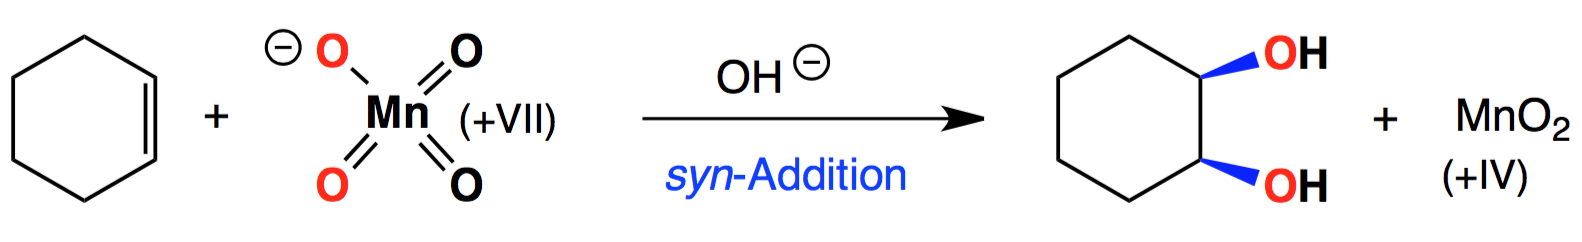 ⊖ O O
Mn (+VII)
O O
+
OH ⊖
syn-Addition
OH
OH
+ MnO₂
(+IV)